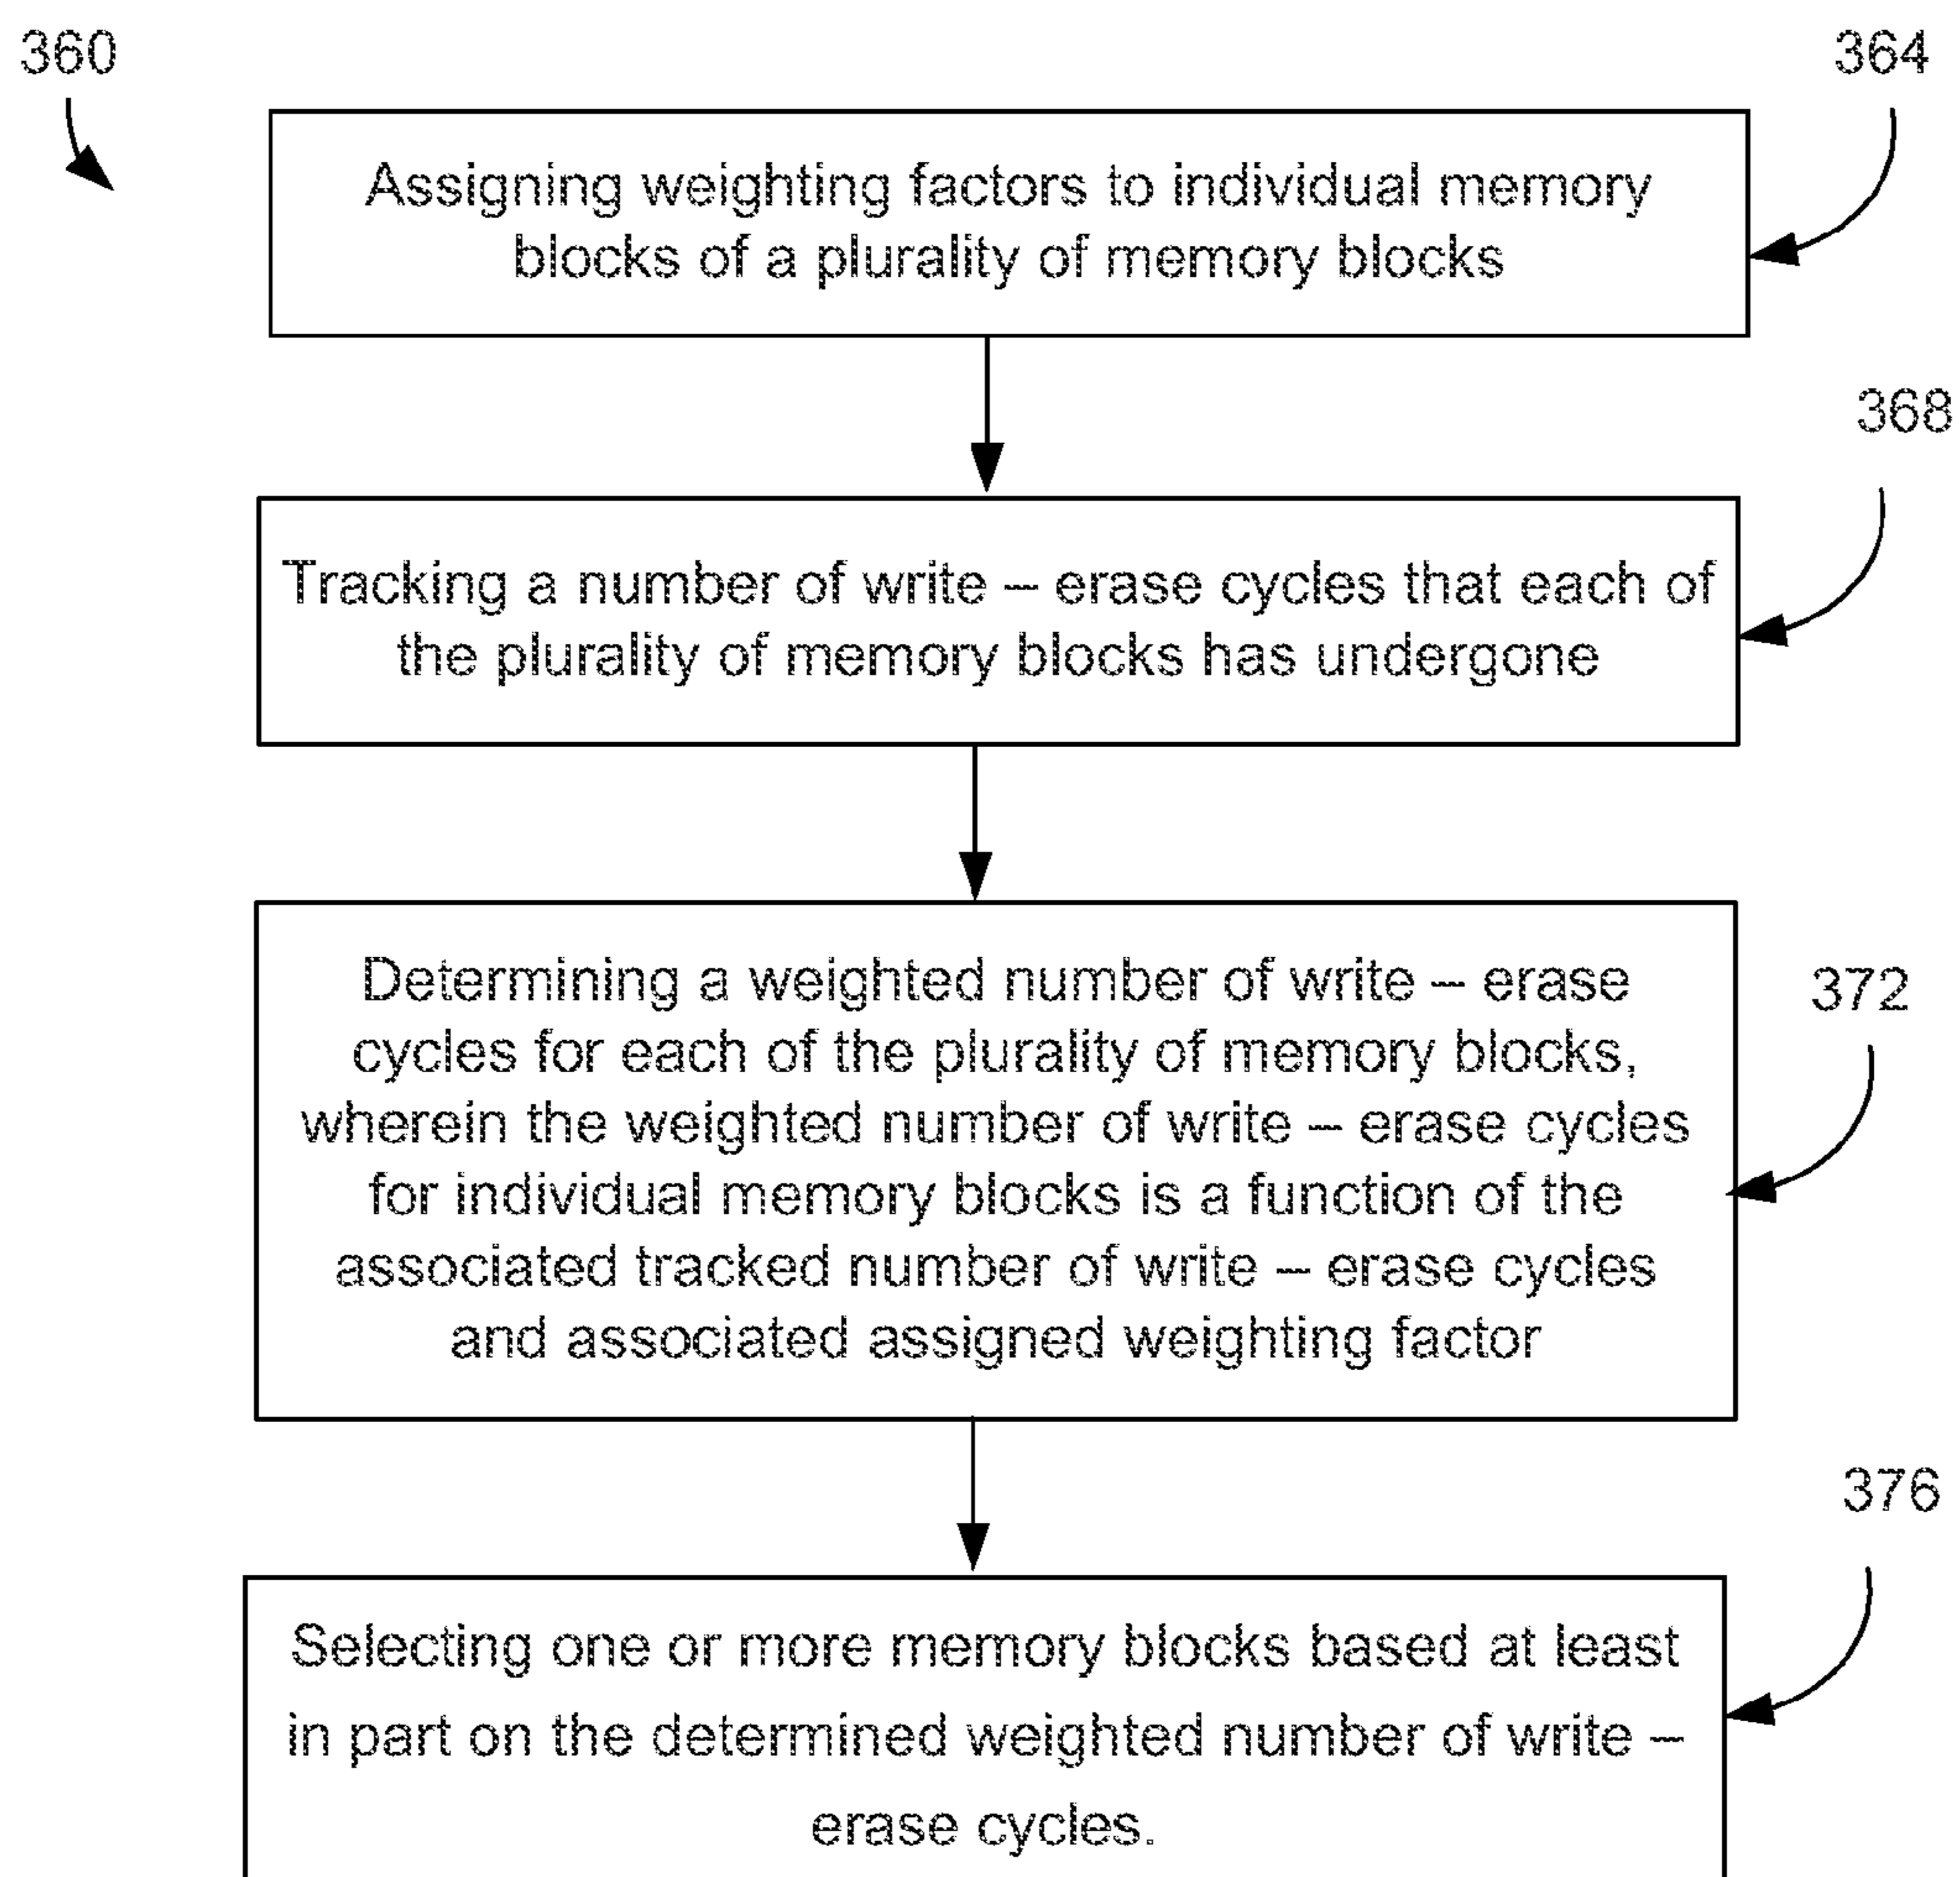 360
364
Assigning weighting factors to individual memory
blocks of a plurality of memory blocks
368
Tracking a number of write – erase cycles that each of
the plurality of memory blocks has undergone
Determining a weighted number of write – erase
372
cycles for each of the plurality of memory blocks,
wherein the weighted number of write – erase cycles
for individual memory blocks is a function of the
associated tracked number of write – erase cycles
and associated assigned weighting factor
376
Selecting one or more memory blocks based at least
in part on the determined weighted number of write –
erase cycles.